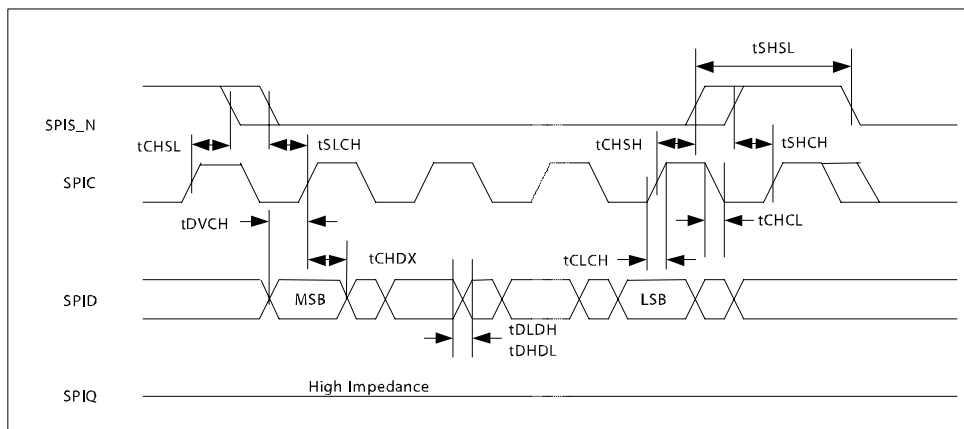 tSHSL
SPIS_N
tCHSL
tSLCH
tCHSH
tSHCH
SPIC
tDVCH
tCHCL
tCHDX
tCLCH
SPID
MSB
LSB
tDLDH
tDHDL
High Impedance
SPIQ